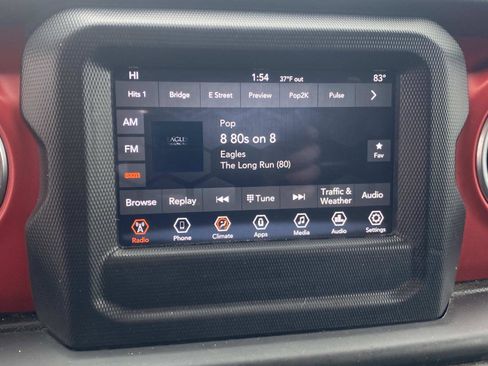 HI 1:54 37°F out 83°
Hits 1 Bridge E Street Preview Pop2K Pulse
AM
Pop
8 80s on 8
FM
Eagles
Fav
The Long Run (80)
Browse Replay Tune Traffic & Weather Audio
Radio Phone Climate Apps Media Audio Settings